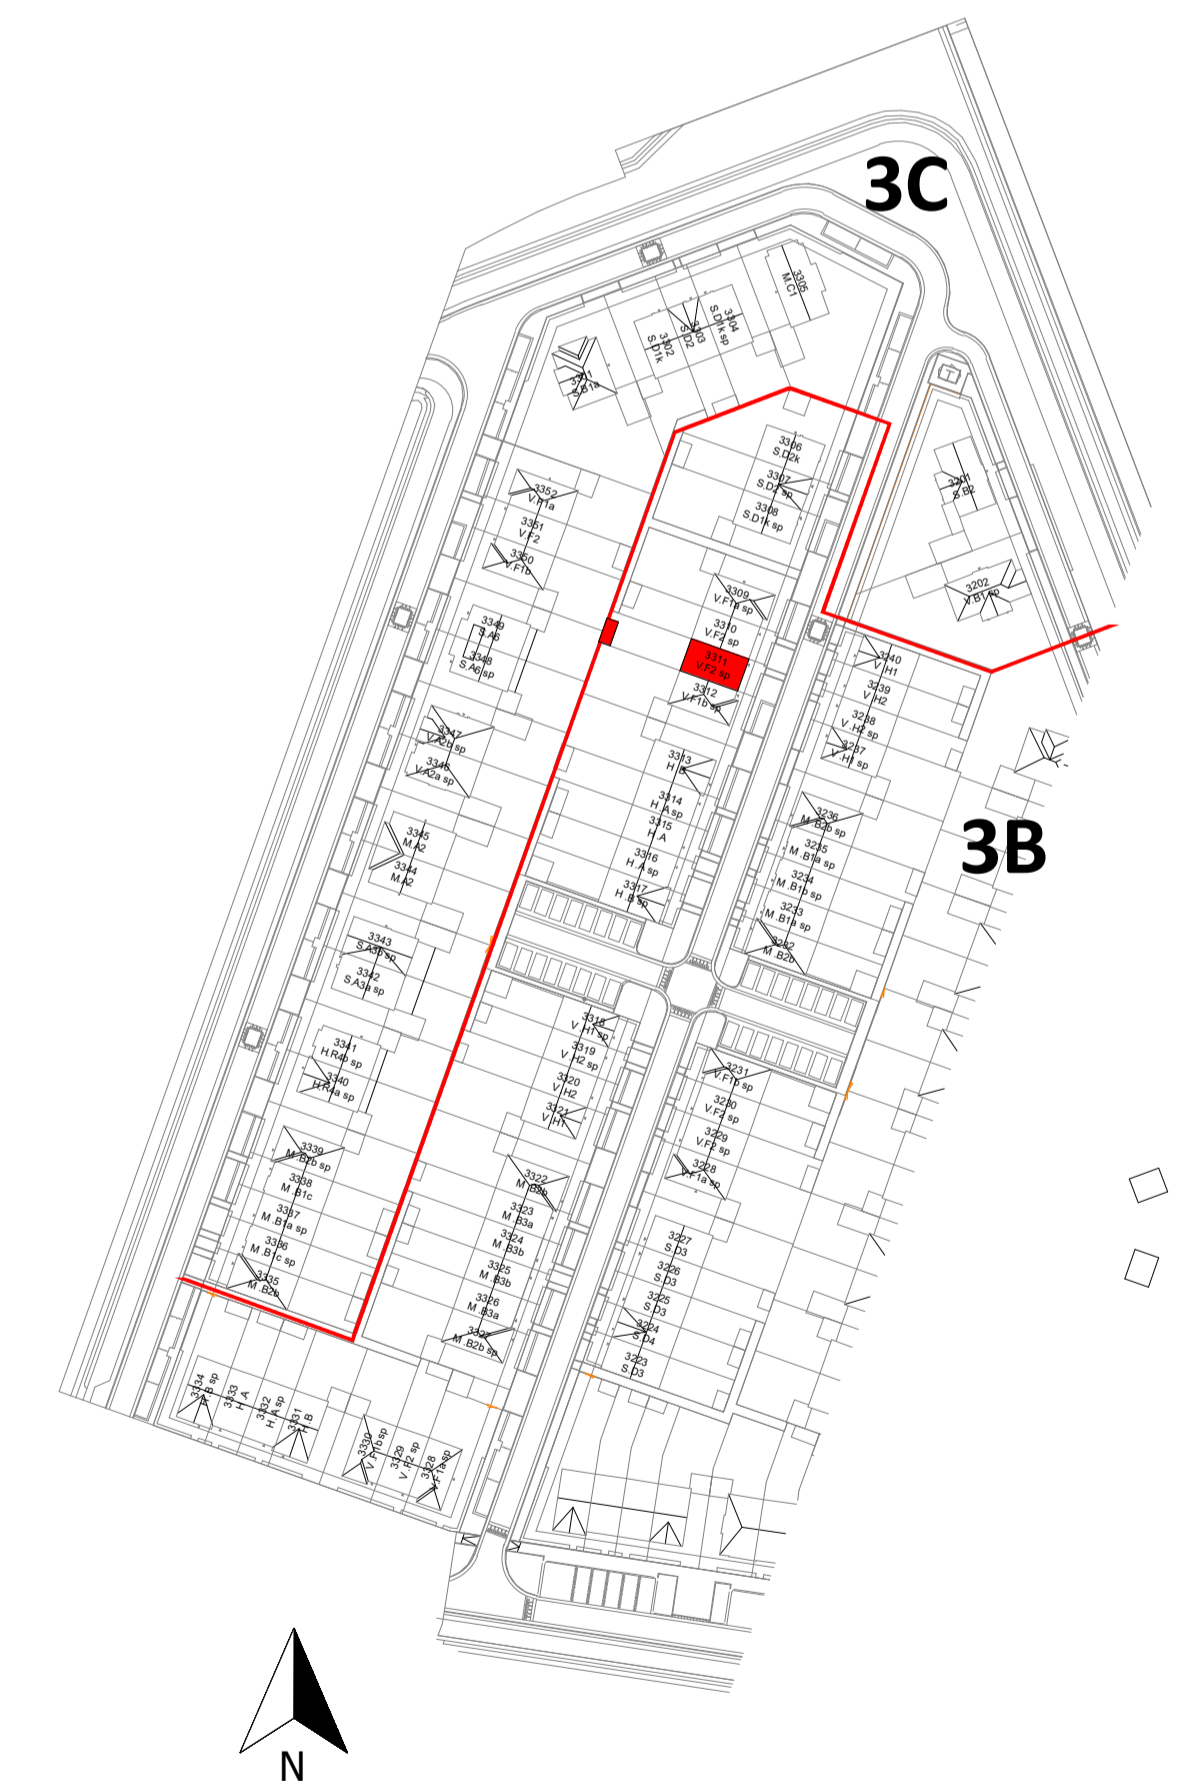 3C
3305
M.C1
3304
S.D1k sp
3303
S.D2
3302
S.D1k
3301
S.B1a
3306
S.D2k
3307
S.D2 sp
3308
S.D1k sp
3201
S.B2
3202
V.B1 sp
3352
V.F1a
3351
V.F2
3350
V.F1b
3309
V.F1a sp
3310
V.F2 sp
3311
V.F2 sp
3312
V.F1b sp
3349
S.A6
3348
S.A6 sp
3240
V.H1
3239
V.H2
3238
V.H2 sp
3237
V.H1 sp
3347
V.A2b sp
3346
V.A2a sp
3313
H.B
3314
H.A sp
3315
H.A
3316
H.A sp
3317
H.B sp
3236
M.B2b sp
3235
M.B1a sp
3234
M.B1b sp
3233
M.B1a sp
3232
M.B2b
3B
3345
M.A2
3344
M.A2
3343
S.A3b sp
3342
S.A3a sp
3341
H.R4b sp
3340
H.R4a sp
3318
V.H1 sp
3319
V.H2 sp
3320
V.H2
3321
V.H1
3231
V.F1b sp
3230
V.F2 sp
3229
V.F2 sp
3228
V.F1a sp
3339
M.B2b sp
3338
M.B1c
3337
M.B1a sp
3336
M.B1c sp
3335
M.B2b
3322
M.B2b
3323
M.B3a
3324
M.B3b
3325
M.B3b
3326
M.B3a
3327
M.B2b sp
3227
S.D3
3226
S.D3
3225
S.D3
3224
S.D4
3223
S.D3
3334
H.B sp
3333
H.A
3332
H.A sp
3331
H.B
3330
V.F1b sp
3329
V.F2 sp
3328
V.F1a sp
N